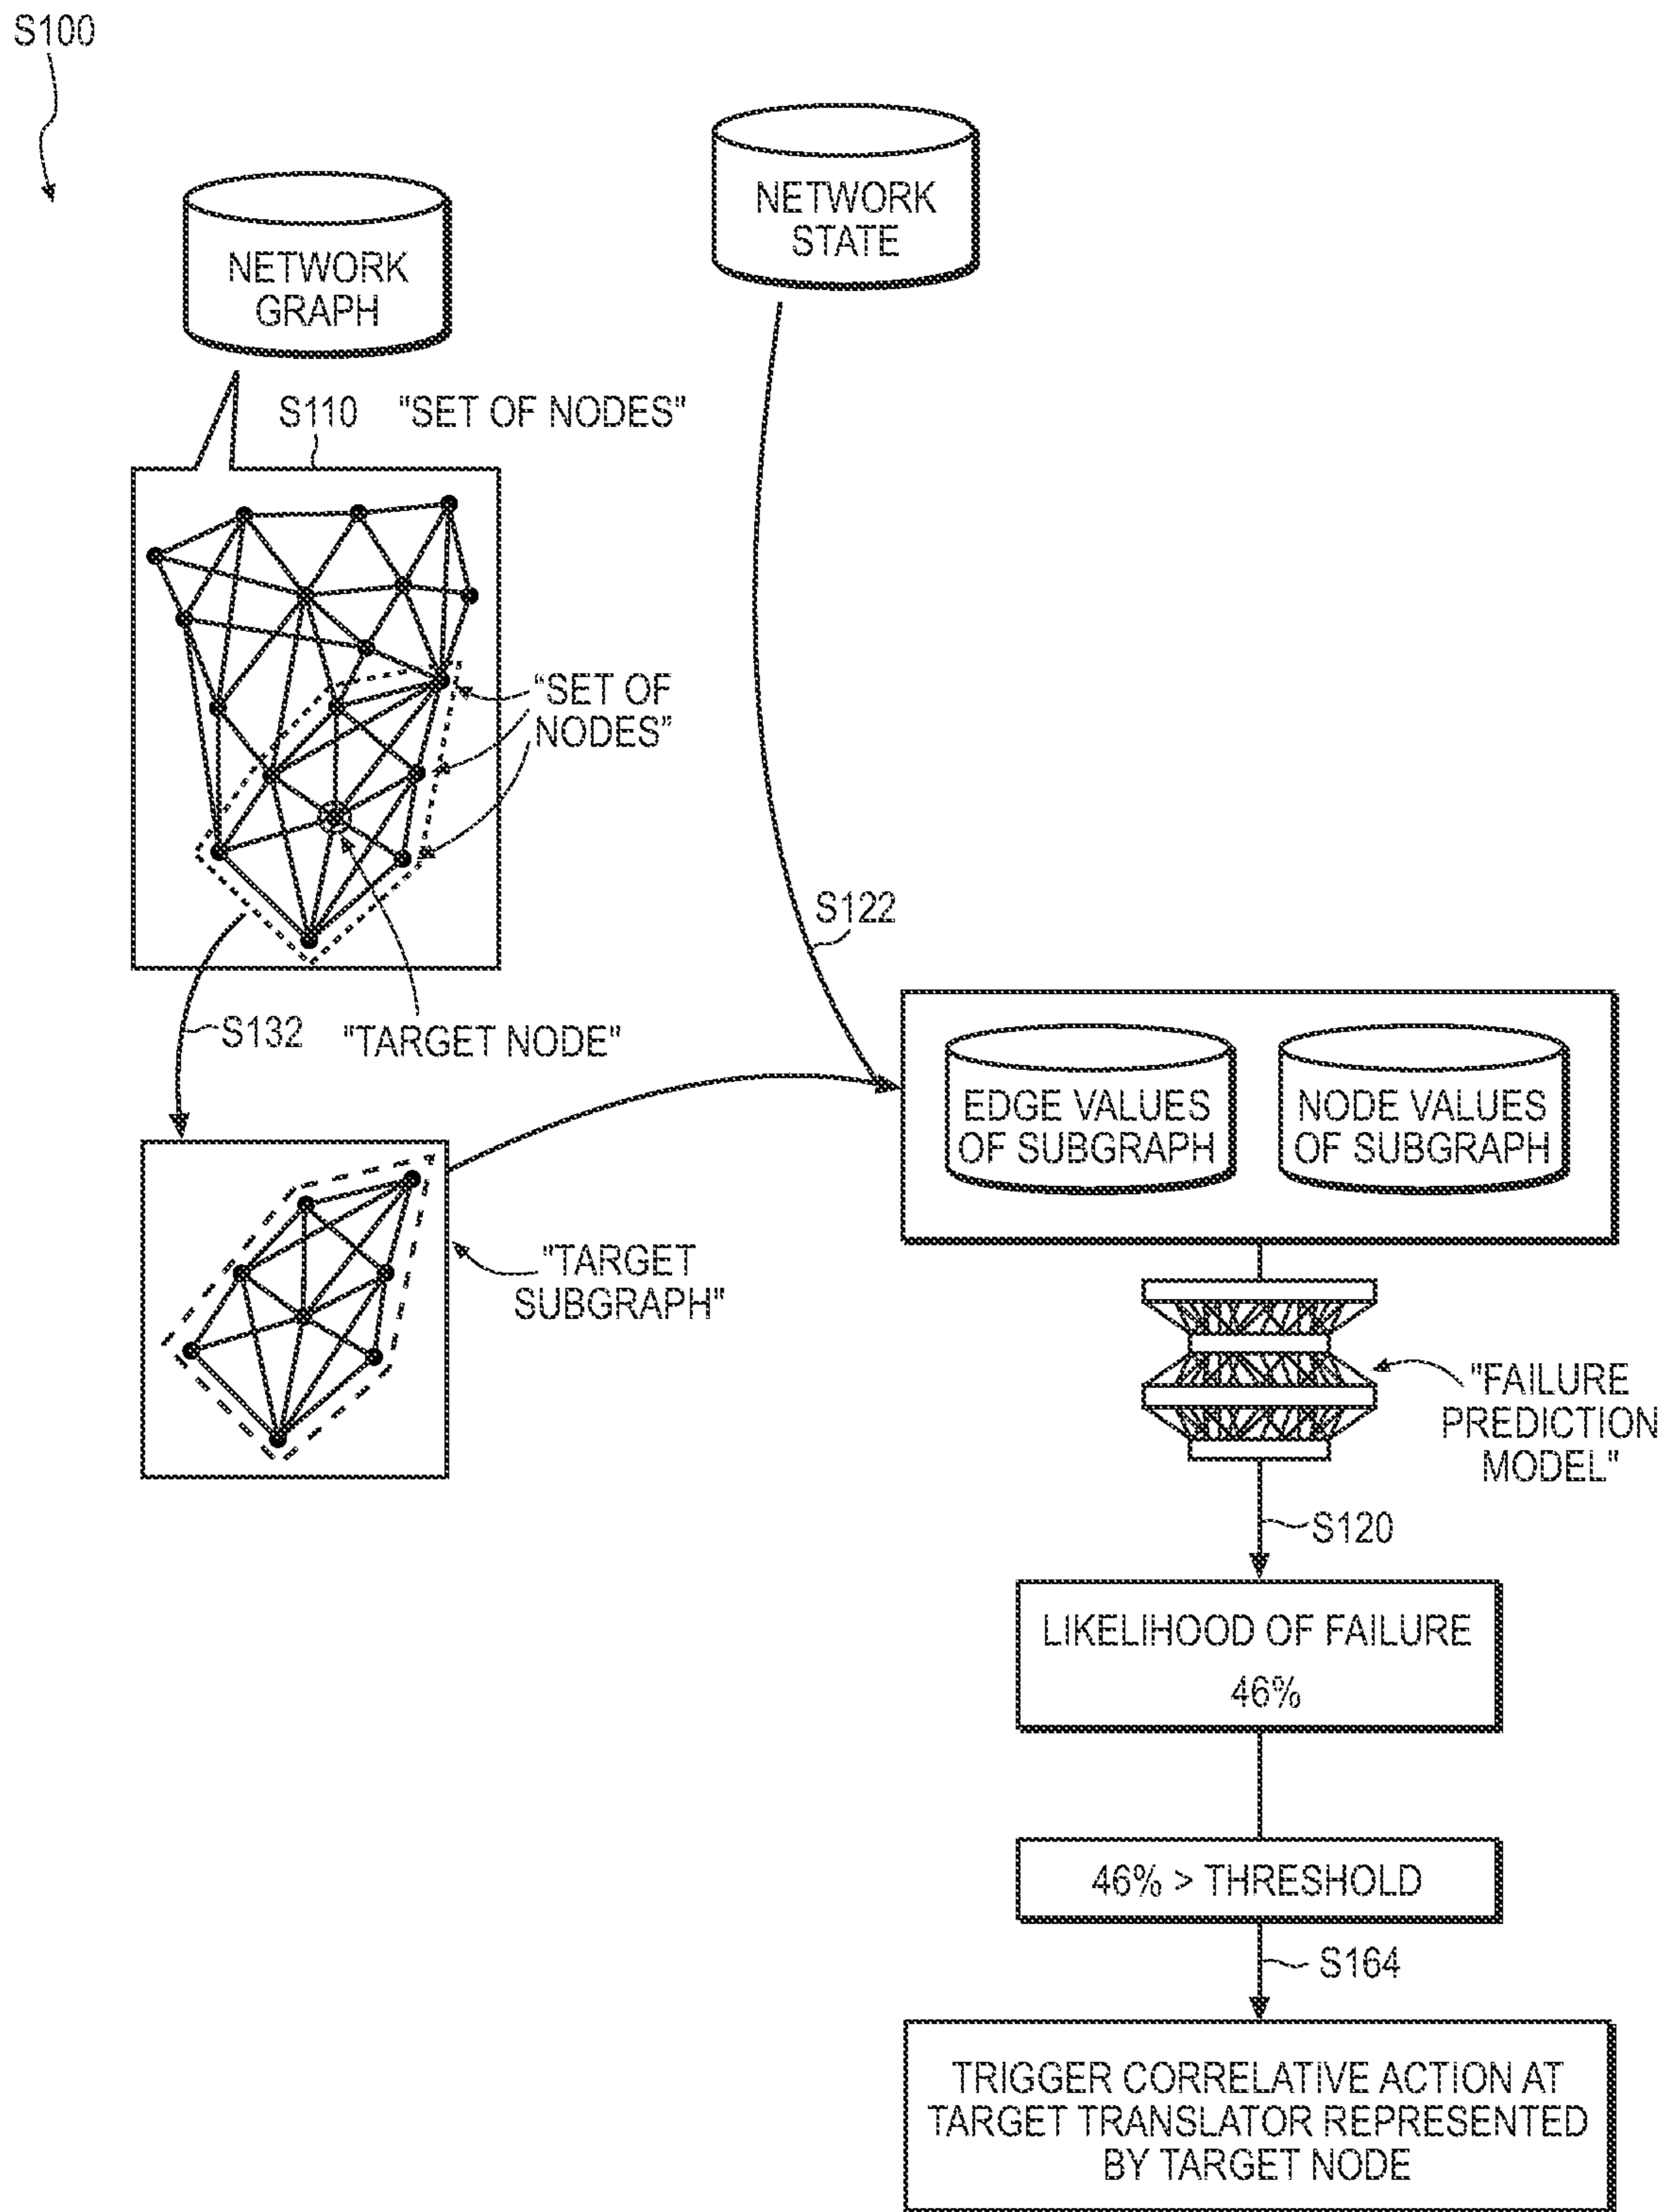 S100
NETWORK
STATE
NETWORK
GRAPH
S110 "SET OF NODES"
"SET OF
NODES"
S122
S132
"TARGET NODE"
EDGE VALUES
OF SUBGRAPH
NODE VALUES
OF SUBGRAPH
"TARGET
SUBGRAPH"
"FAILURE
PREDICTION
MODEL"
S120
LIKELIHOOD OF FAILURE
46%
46% > THRESHOLD
S164
TRIGGER CORRELATIVE ACTION AT
TARGET TRANSLATOR REPRESENTED
BY TARGET NODE